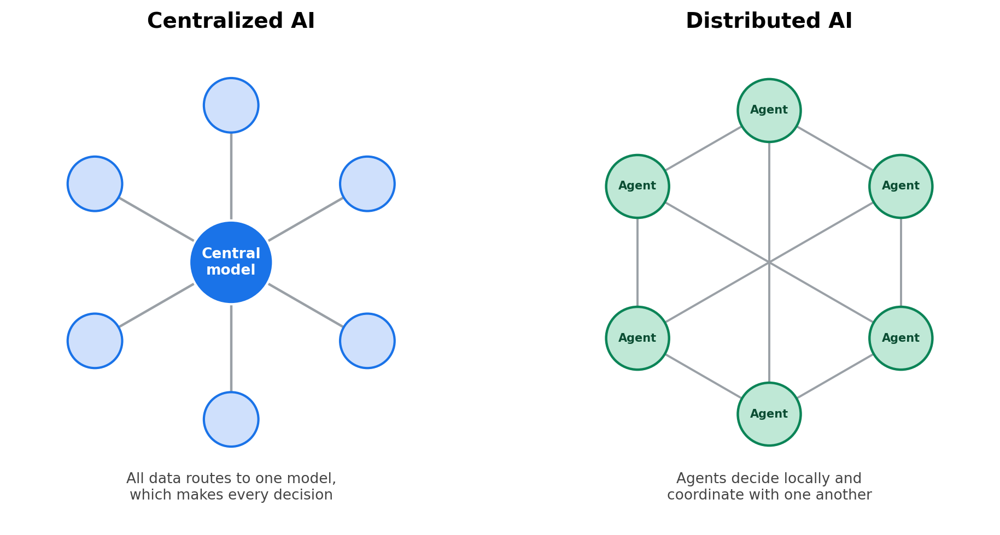 Centralized AI
Central
model
All data routes to one model,
which makes every decision
Distributed AI
Agent
Agent
Agent
Agent
Agent
Agent
Agents decide locally and
coordinate with one another